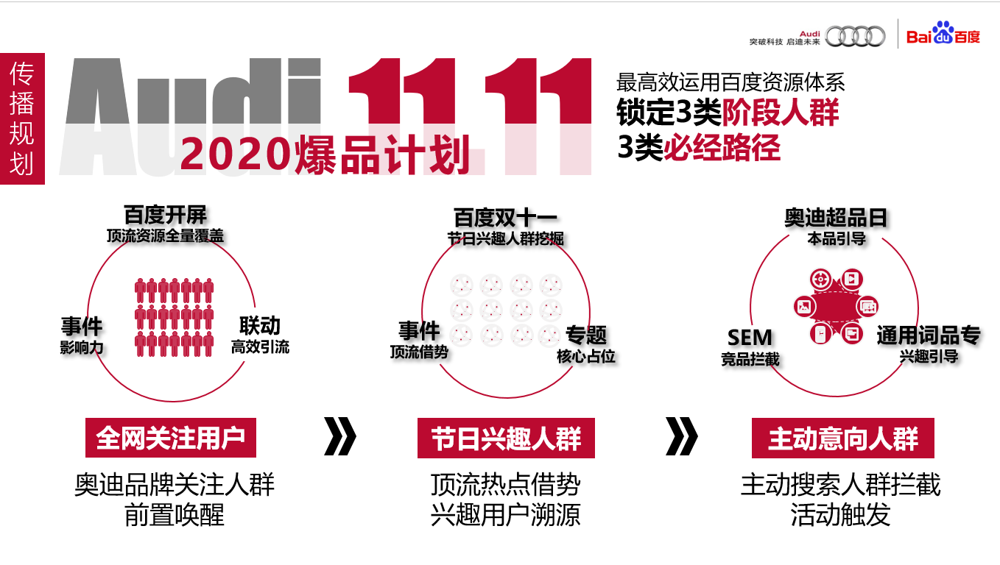 Audi
突破科技 启迪未来
Bai du 百度
传播规划
Audi 11.11
2020爆品计划
最高效运用百度资源体系
锁定3类阶段人群
3类必经路径
百度开屏
顶流资源全量覆盖
事件
影响力
联动
高效引流
百度双十一
节日兴趣人群挖掘
事件
顶流借势
专题
核心占位
奥迪超品日
本品引导
SEM
竞品拦截
通用词品专
兴趣引导
全网关注用户
节日兴趣人群
主动意向人群
奥迪品牌关注人群
前置唤醒
顶流热点借势
兴趣用户溯源
主动搜索人群拦截
活动触发